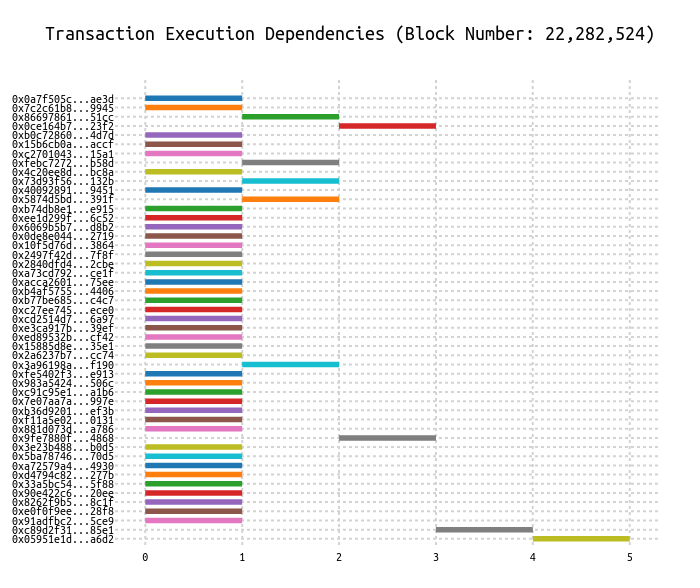 Transaction Execution Dependencies (Block Number: 22,282,524)
0x0a7f505c...ae3d
0x7c2c61b8...9945
0x86697861...51cc
0x0ce164b7...23f2
0xb0c72860...4d7d
0x15b6cb0a...accf
0xc2701043...15a1
0xfebc7272...b58d
0x4c20ee8d...bc8a
0x73d93f56...132b
0x40092891...9451
0x5874d5bd...391f
0xb74db8e1...e915
0xee1d299f...6c52
0x6069b5b7...d8b2
0x0de8e044...2719
0x10f5d76d...3864
0x2497f42d...7f8f
0x2840dfd4...2cbe
0xa73cd792...ce1f
0xacca2601...75ee
0xb4af5755...4406
0xb77be685...c4c7
0xc27ee745...ece0
0xcd2514d7...6a97
0xe3ca917b...39ef
0xed89532b...cf42
0x15885d8e...35e1
0x2a6237b7...cc74
0x3a96198a...f190
0xfe5402f3...e913
0x983a5424...506c
0xc91c95e1...a1b6
0x7e07aa7a...997e
0xb36d9201...ef3b
0xf11a5e02...0131
0x881d073d...a786
0x9fe7880f...4868
0x3e23b488...b0d5
0x5ba78746...70d5
0xa72579a4...4930
0xd4794c82...277b
0x33a5bc54...5f88
0x90e422c6...20ee
0x8262f9b5...8c1f
0xe0f0f9ee...28f8
0x91adfbc2...5ce9
0xc89d2f31...85e1
0x05951e1d...a6d2
0 1 2 3 4 5